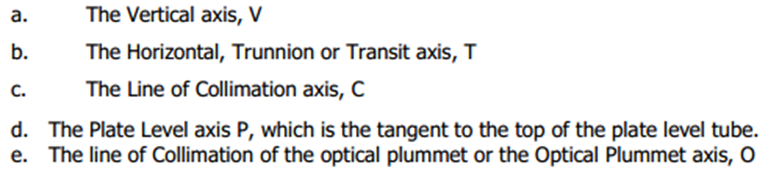 a. The Vertical axis, V
b. The Horizontal, Trunnion or Transit axis, T
c. The Line of Collimation axis, C
d. The Plate Level axis P, which is the tangent to the top of the plate level tube.
e. The line of Collimation of the optical plummet or the Optical Plummet axis, O